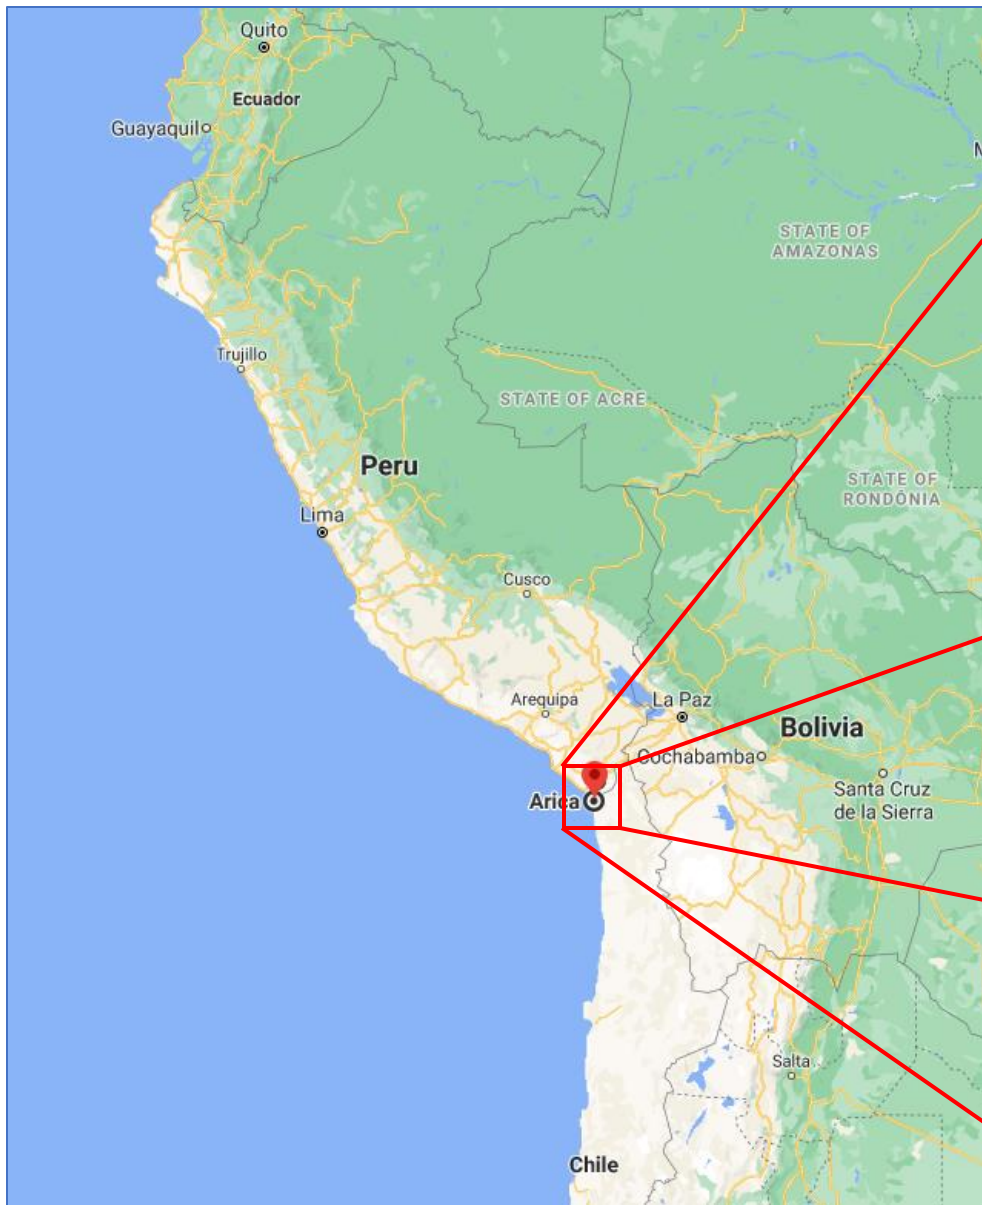 Quito
Ecuador
Guayaquil
STATE OF
AMAZONAS
Trujillo
STATE OF ACRE
Peru
STATE OF
RONDÔNIA
Lima
Cusco
Arequipa
La Paz
Bolivia
Cochabamba
Santa Cruz
de la Sierra
Arica
Salta
Chile